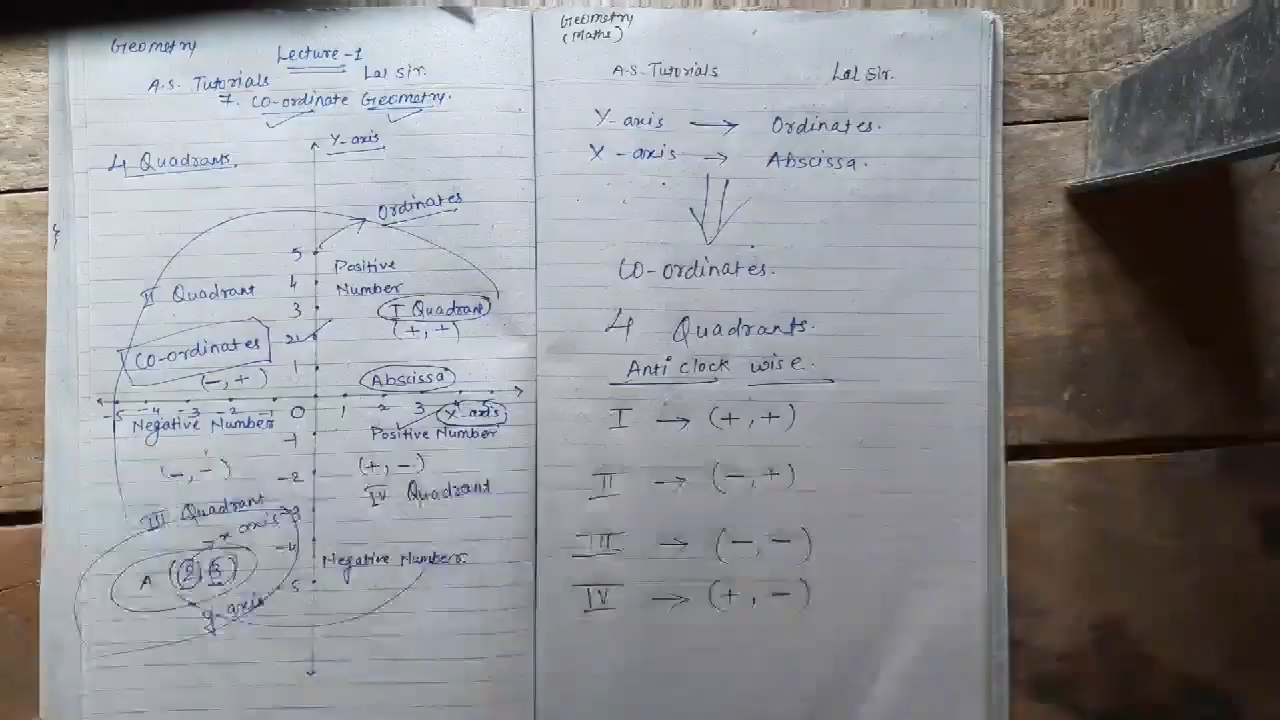 Geometry
Lecture-1
A.S. Tutorials Lal Sir.
7. CO-ordinate Geometry.
4 Quadrants.
Y-axis
Ordinates
5
Positive
4
Number
II Quadrant
3
I Quadrant
(+, +)
2
CO-ordinates
1
(-, +)
Abscissa
-5 -4 -3 -2 -1 0 1 2 3 X-axis
Negative Number
Positive Number
-1
(-, -)
(+, -)
-2
IV Quadrant
III Quadrant
x axis
-3
-4
Negative Numbers.
A
5
y-axis
Geometry
(Maths)
A.S. Tutorials Lal Sir.
Y-axis → Ordinates.
X-axis → Abscissa.
CO-ordinates.
4 Quadrants.
Anti clock wise.
I → (+, +)
II → (-, +)
III → (-, -)
IV → (+, -)